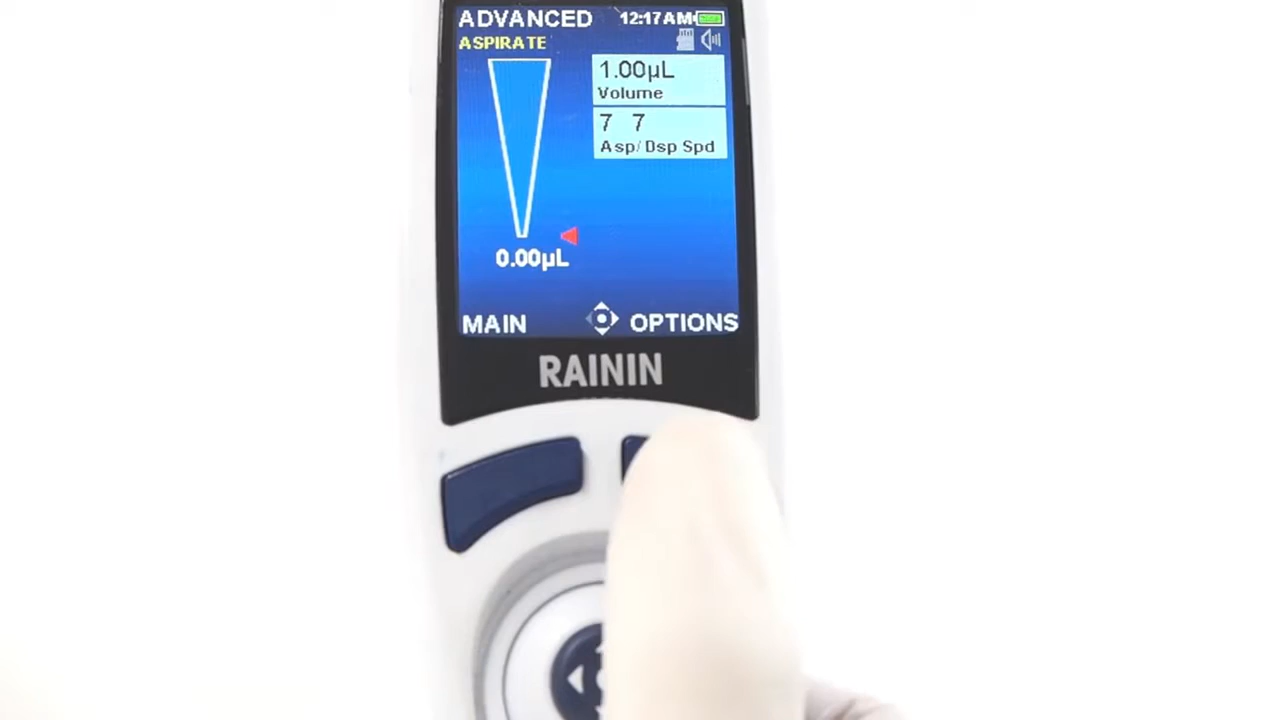 ADVANCED 12:17AM
ASPIRATE
1.00µL
Volume
7 7
Asp/Dsp Spd
0.00µL
MAIN OPTIONS
RAININ